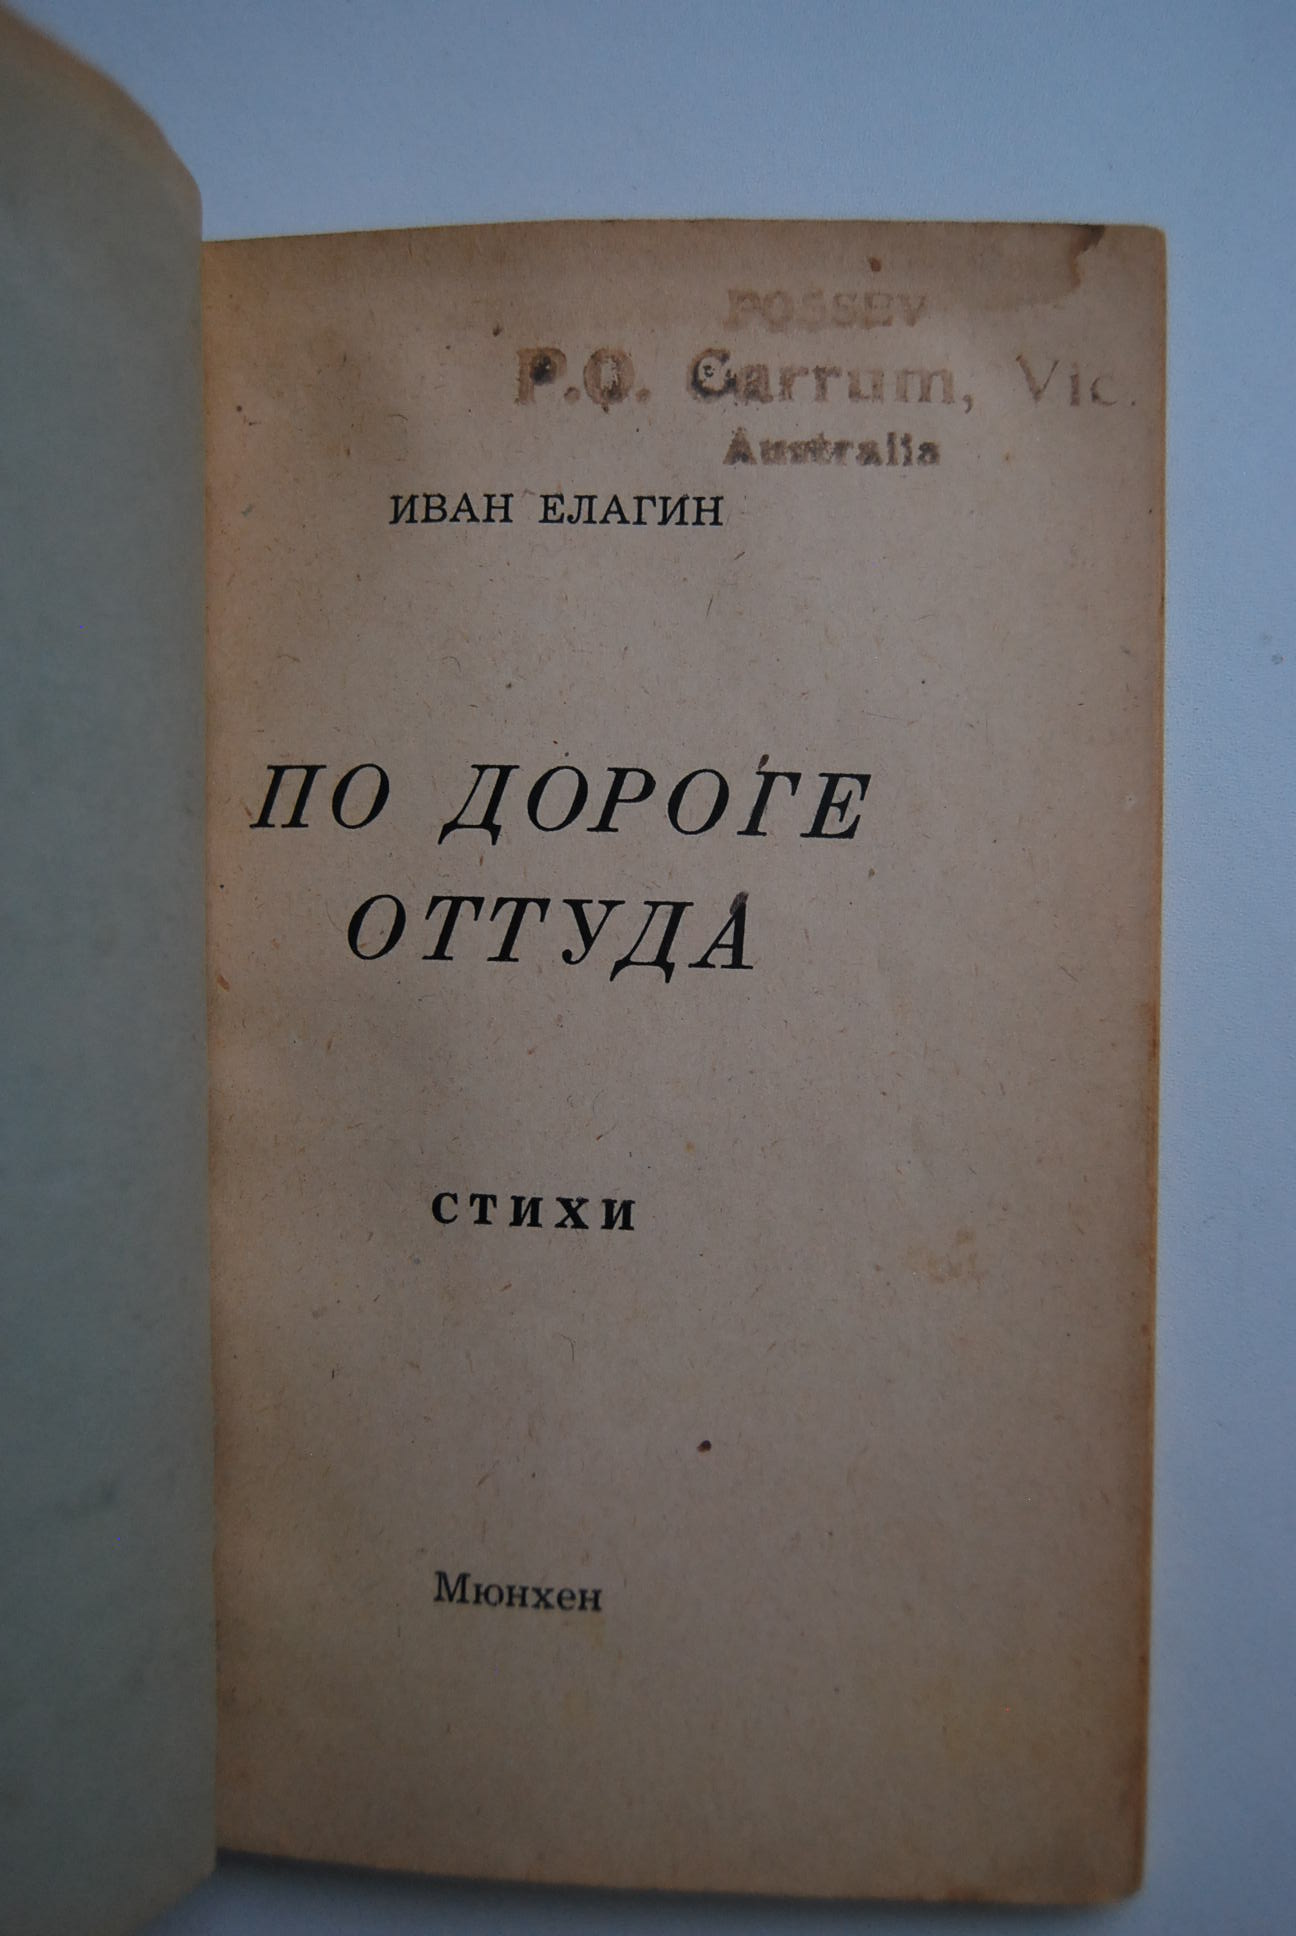 POSSEV
P.O. Carrum, Vic.
Australia
ИВАН ЕЛАГИН
ПО ДОРОГЕ
ОТТУДА
СТИХИ
Мюнхен